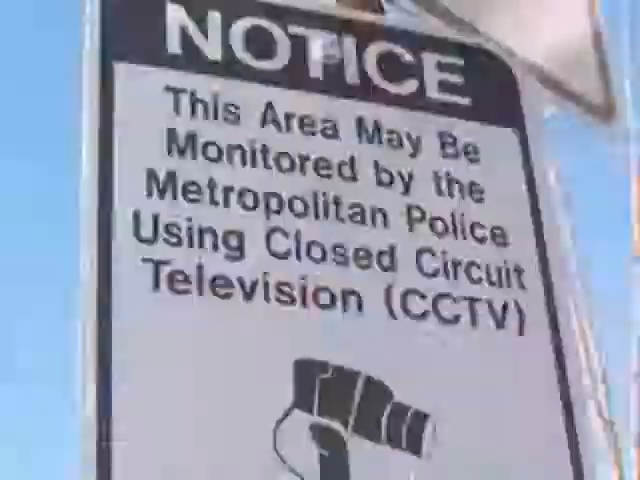 NOTICE
This Area May Be
Monitored by the
Metropolitan Police
Using Closed Circuit
Television (CCTV)